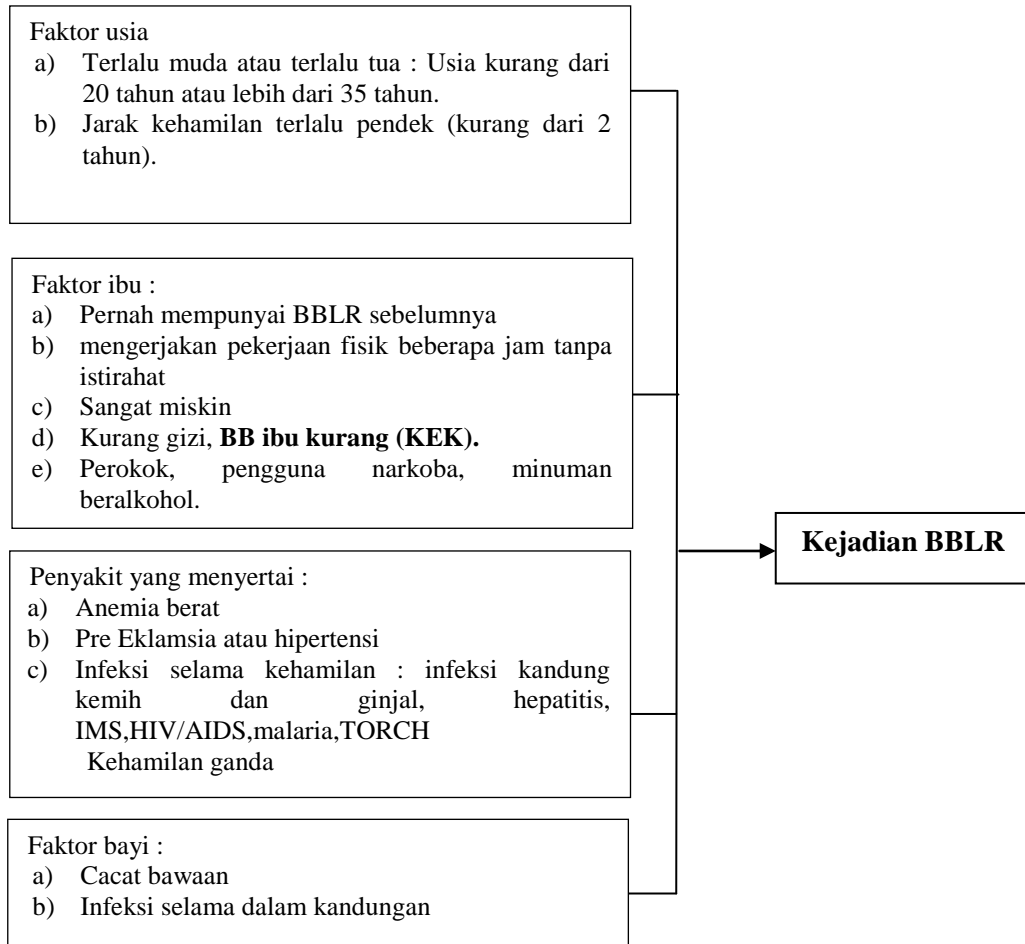 Faktor usia
a) Terlalu muda atau terlalu tua : Usia kurang dari
20 tahun atau lebih dari 35 tahun.
b) Jarak kehamilan terlalu pendek (kurang dari 2
tahun).
Faktor ibu :
a) Pernah mempunyai BBLR sebelumnya
b) mengerjakan pekerjaan fisik beberapa jam tanpa
istirahat
c) Sangat miskin
d) Kurang gizi, BB ibu kurang (KEK).
e) Perokok, pengguna narkoba, minuman
beralkohol.
Kejadian BBLR
Penyakit yang menyertai :
a) Anemia berat
b) Pre Eklamsia atau hipertensi
c) Infeksi selama kehamilan : infeksi kandung
kemih dan ginjal, hepatitis,
IMS,HIV/AIDS,malaria,TORCH
Kehamilan ganda
Faktor bayi :
a) Cacat bawaan
b) Infeksi selama dalam kandungan